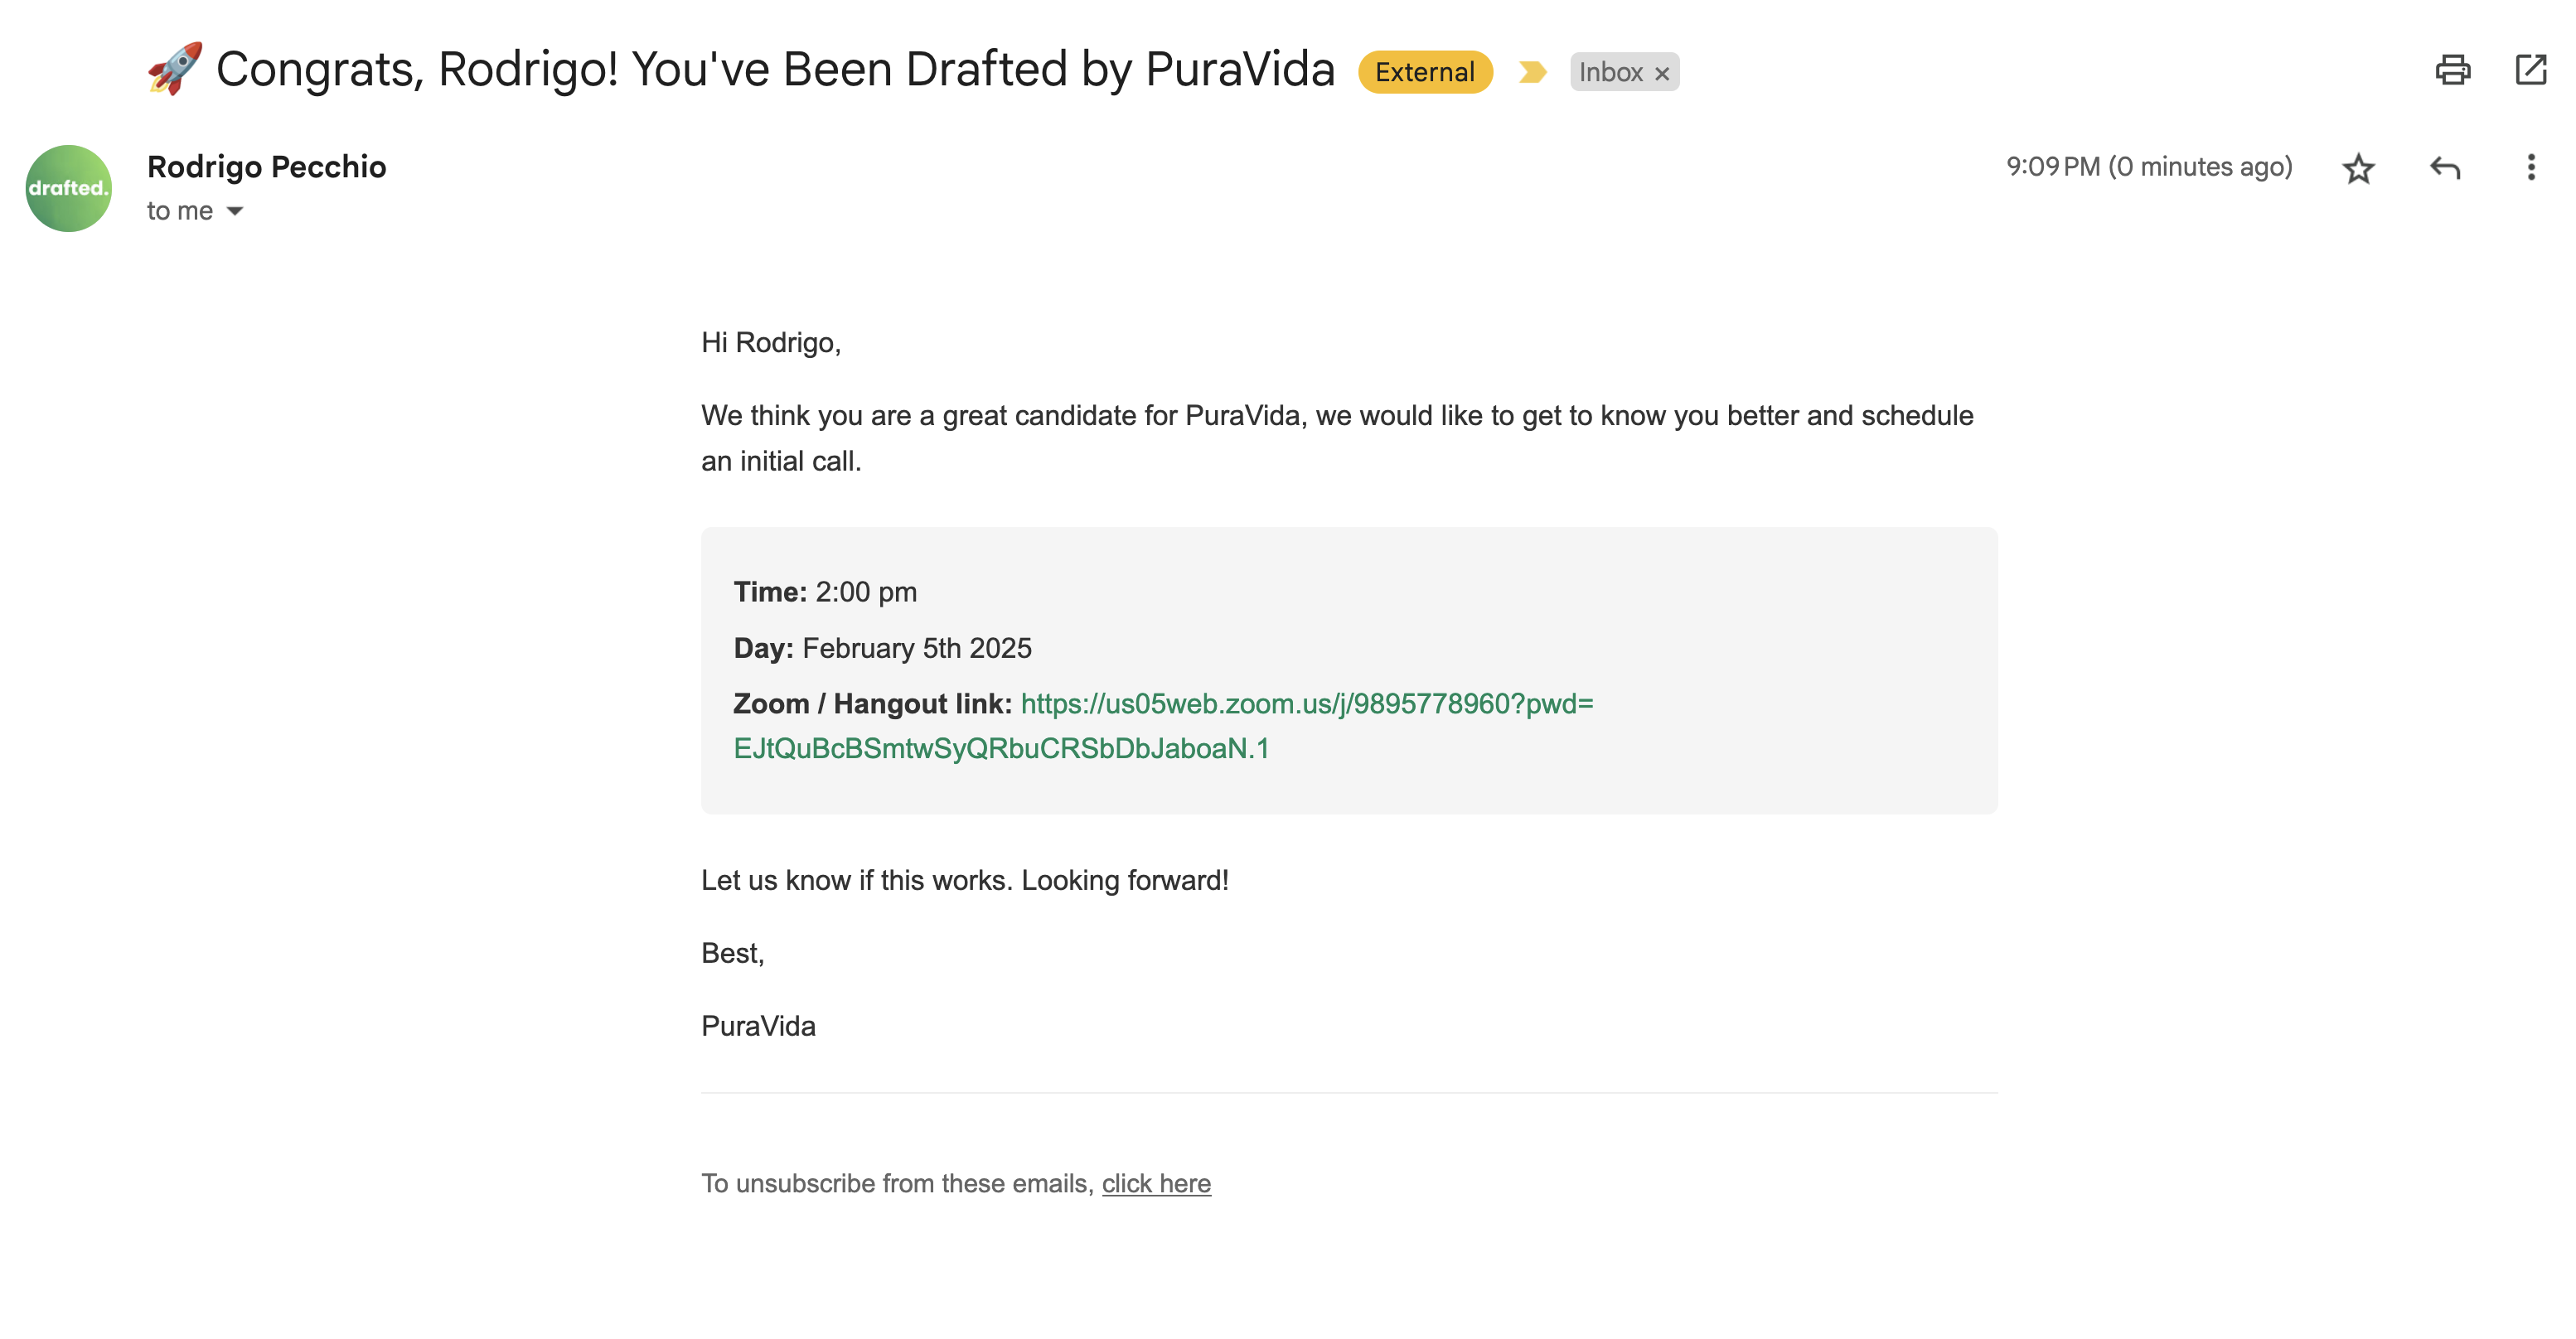 🚀 Congrats, Rodrigo! You've Been Drafted by PuraVida External Inbox ×
drafted.
Rodrigo Pecchio
9:09 PM (0 minutes ago)
to me
Hi Rodrigo,
We think you are a great candidate for PuraVida, we would like to get to know you better and schedule
an initial call.
Time: 2:00 pm
Day: February 5th 2025
Zoom / Hangout link: https://us05web.zoom.us/j/9895778960?pwd=
EJtQuBcBSmtwSyQRbuCRSbDbJaboaN.1
Let us know if this works. Looking forward!
Best,
PuraVida
To unsubscribe from these emails, click here